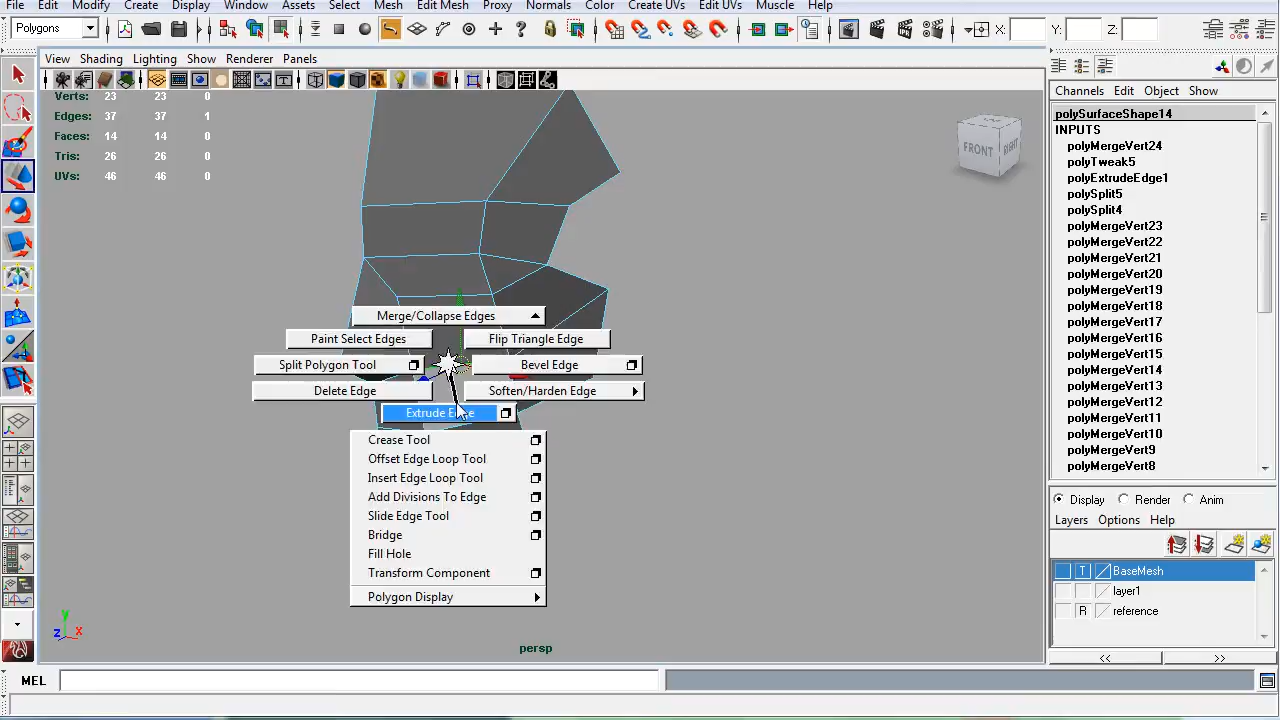 File Edit Modify Create Display Window Assets Select Mesh Edit Mesh Proxy Normals Color Create UVs Edit UVs Muscle Help
Polygons X: Y: Z:
View Shading Lighting Show Renderer Panels
Channels Edit Object Show
Verts: 23 23 0
Edges: 37 37 1
Faces: 14 14 0
Tris: 26 26 0
UVs: 46 46 0
FRONT RIGHT
polySurfaceShape14
INPUTS
polyMergeVert24
polyTweak5
polyExtrudeEdge1
polySplit5
polySplit4
polyMergeVert23
polyMergeVert22
polyMergeVert21
polyMergeVert20
polyMergeVert19
polyMergeVert18
polyMergeVert17
polyMergeVert16
polyMergeVert15
polyMergeVert14
polyMergeVert13
polyMergeVert12
polyMergeVert11
polyMergeVert10
polyMergeVert9
polyMergeVert8
Merge/Collapse Edges
Paint Select Edges Flip Triangle Edge
Split Polygon Tool Bevel Edge
Delete Edge Soften/Harden Edge
Extrude Edge
Crease Tool
Offset Edge Loop Tool
Insert Edge Loop Tool
Add Divisions To Edge
Slide Edge Tool
Bridge
Fill Hole
Transform Component
Polygon Display
Display Render Anim
Layers Options Help
T BaseMesh
layer1
R reference
y
z x
persp
<< >>
MEL